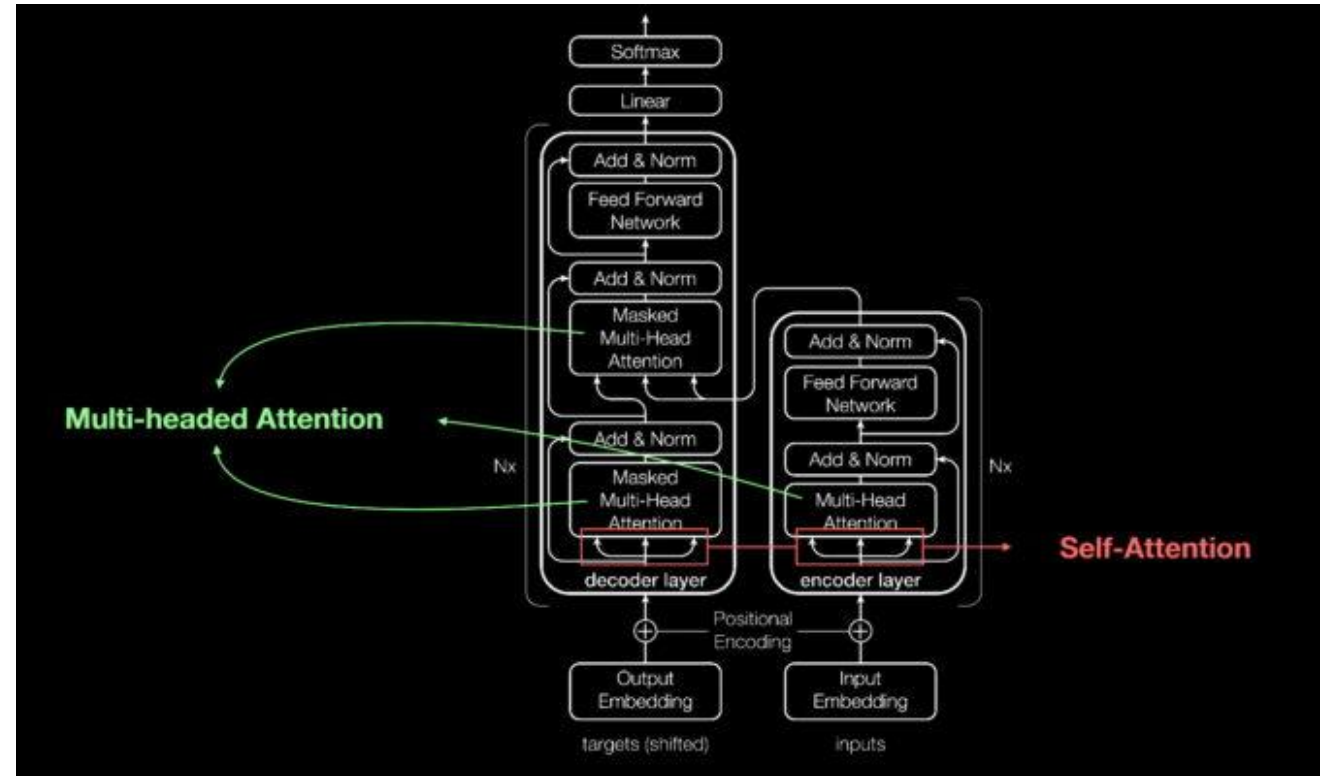 Softmax
Linear
Add & Norm
Feed Forward
Network
Add & Norm
Masked
Multi-Head
Attention
Add & Norm
Masked
Multi-Head
Attention
decoder layer
Nx
Multi-headed Attention
Add & Norm
Feed Forward
Network
Add & Norm
Multi-Head
Attention
encoder layer
Nx
Self-Attention
Positional
Encoding
Output
Embedding
Input
Embedding
targets (shifted)
inputs